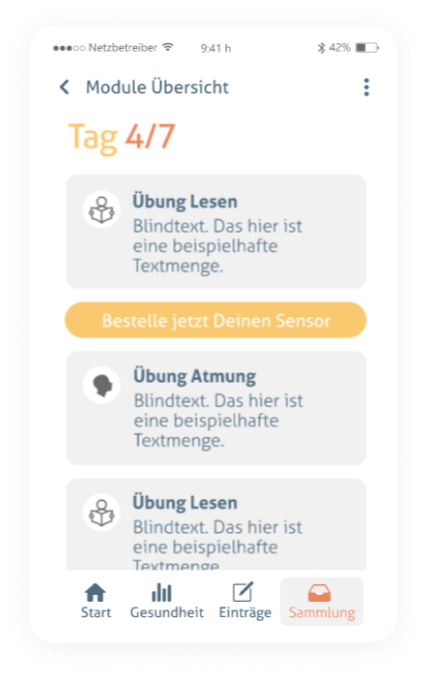 Netzbetreiber 9:41 h 42%
Module Übersicht
Tag 4/7
Übung Lesen
Blindtext. Das hier ist
eine beispielhafte
Textmenge.
Bestelle jetzt Deinen Sensor
Übung Atmung
Blindtext. Das hier ist
eine beispielhafte
Textmenge.
Übung Lesen
Blindtext. Das hier ist
eine beispielhafte
Textmenge
Start Gesundheit Einträge Sammlung